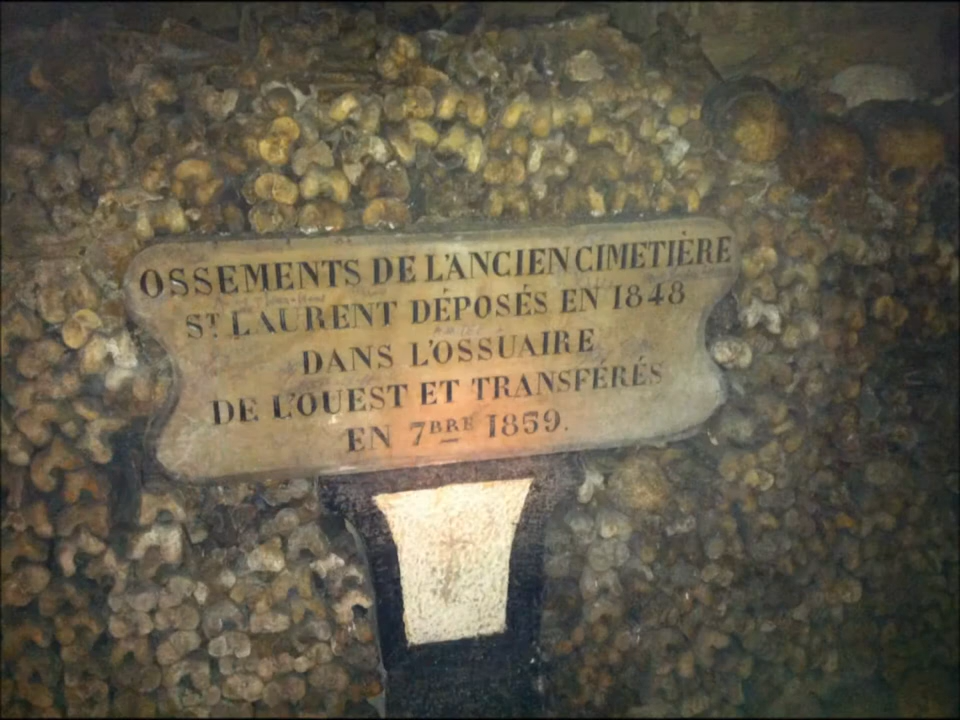 OSSEMENTS DE L'ANCIEN CIMETIÈRE
ST LAURENT DÉPOSÉS EN 1848
DANS L'OSSUAIRE
DE L'OUEST ET TRANSFÉRÉS
EN 7BRE 1859.